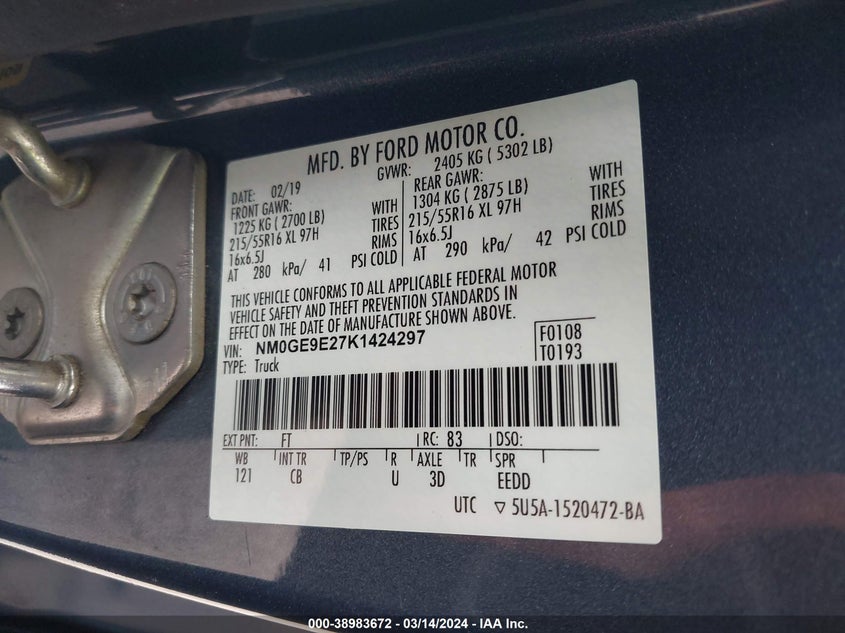 MFD. BY FORD MOTOR CO.
DATE: 02/19 GVWR: 2405 KG ( 5302 LB)
FRONT GAWR: REAR GAWR:
1225 KG ( 2700 LB) WITH 1304 KG ( 2875 LB) WITH
215/55R16 XL 97H TIRES 215/55R16 XL 97H TIRES
16x6.5J RIMS 16x6.5J RIMS
AT 280 kPa/ 41 PSI COLD AT 290 kPa/ 42 PSI COLD
THIS VEHICLE CONFORMS TO ALL APPLICABLE FEDERAL MOTOR
VEHICLE SAFETY AND THEFT PREVENTION STANDARDS IN
EFFECT ON THE DATE OF MANUFACTURE SHOWN ABOVE.
VIN: NM0GE9E27K1424297 F0108
TYPE: Truck T0193
EXT PNT: FT RC: 83 DSO:
WB INT TR TP/PS R AXLE TR SPR
121 CB U 3D EEDD
UTC ▽ 5U5A-1520472-BA
000-38983672 - 03/14/2024 - IAA Inc.